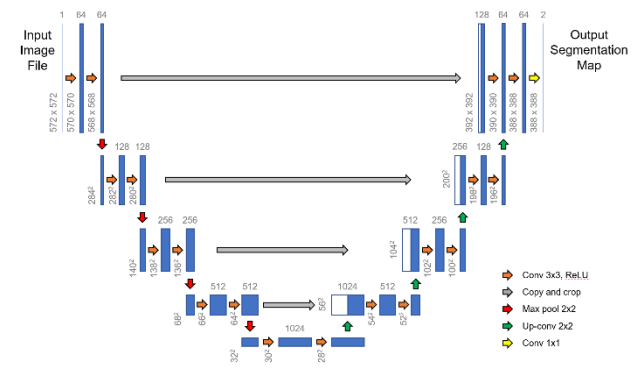 1 64 64
128 64 64 2
Input
Image
File
Output
Segmentation
Map
572 x 572
570 x 570
568 x 568
392 x 392
390 x 390
388 x 388
388 x 388
128 128
256 128
284²
282²
280²
200²
198²
196²
256 256
512 256
140²
138²
136²
104²
102²
100²
512 512
1024 512
68²
66²
64²
56²
54²
52²
1024
32²
30²
28²
Conv 3x3, ReLU
Copy and crop
Max pool 2x2
Up-conv 2x2
Conv 1x1